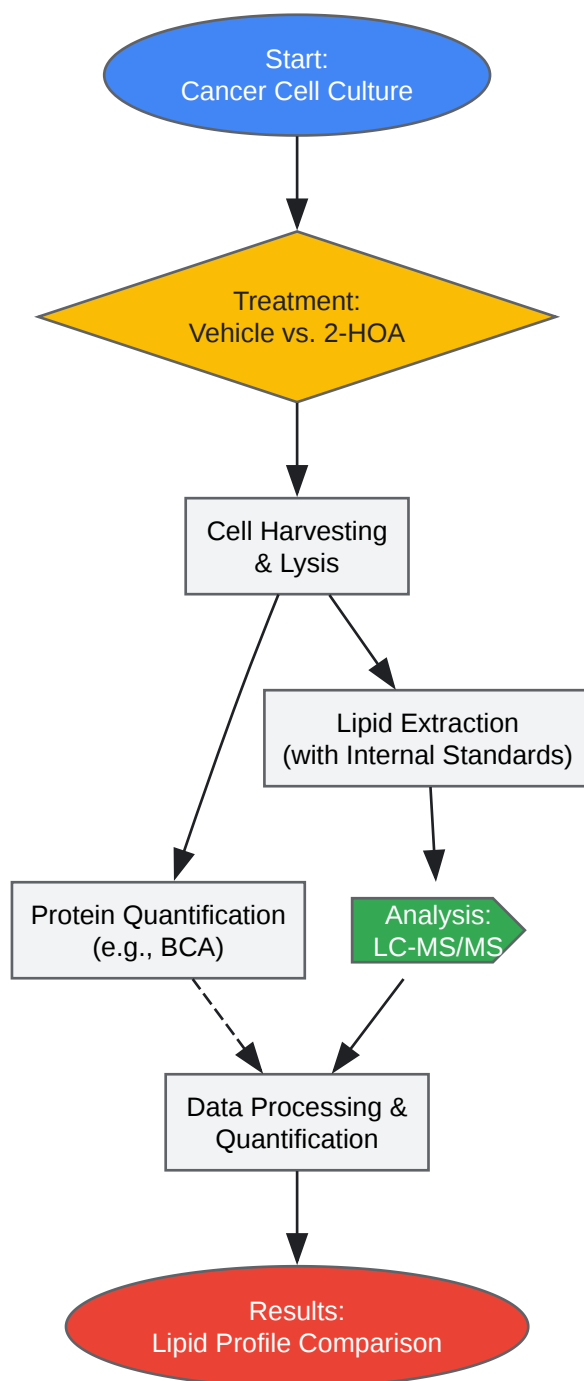 Start:
Cancer Cell Culture
Treatment:
Vehicle vs. 2-HOA
Cell Harvesting
& Lysis
Lipid Extraction
(with Internal Standards)
Protein Quantification
(e.g., BCA)
Analysis:
LC-MS/MS
Data Processing &
Quantification
Results:
Lipid Profile Comparison